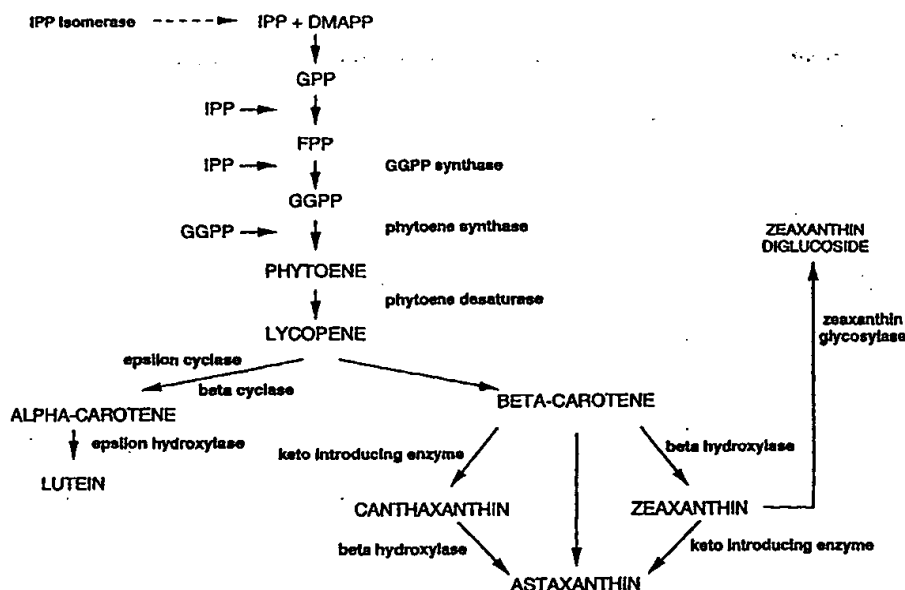 IPP Isomerase
IPP + DMAPP
GPP
IPP
FPP
IPP
GGPP synthase
GGPP
GGPP
phytoene synthase
ZEAXANTHIN
DIGLUCOSIDE
PHYTOENE
phytoene desaturase
LYCOPENE
zeaxanthin
glycosylase
epsilon cyclase
beta cyclase
ALPHA-CAROTENE
BETA-CAROTENE
epsilon hydroxylase
keto introducing enzyme
beta hydroxylase
LUTEIN
CANTHAXANTHIN
ZEAXANTHIN
beta hydroxylase
keto introducing enzyme
ASTAXANTHIN